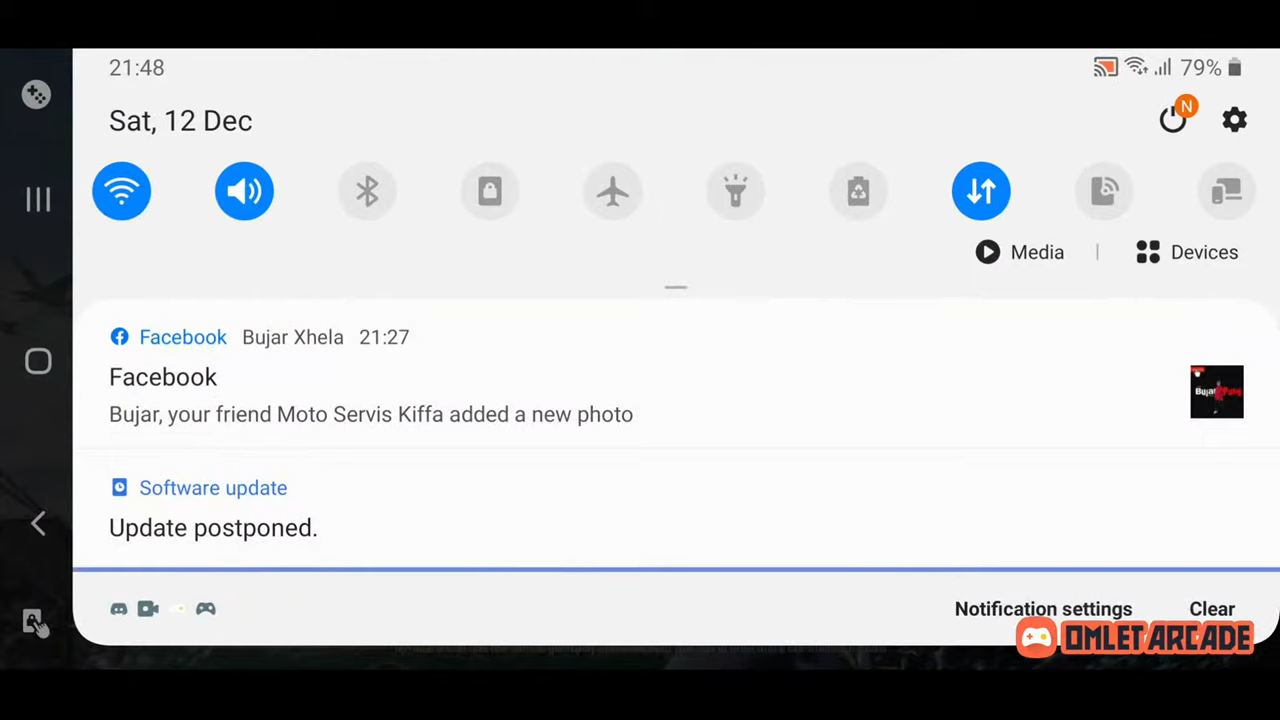 21:48
79%
Sat, 12 Dec
N
Media | Devices
Facebook Bujar Xhela 21:27
Facebook
Bujar, your friend Moto Servis Kiffa added a new photo
Bujar
Software update
Update postponed.
Notification settings Clear
OMLET ARCADE